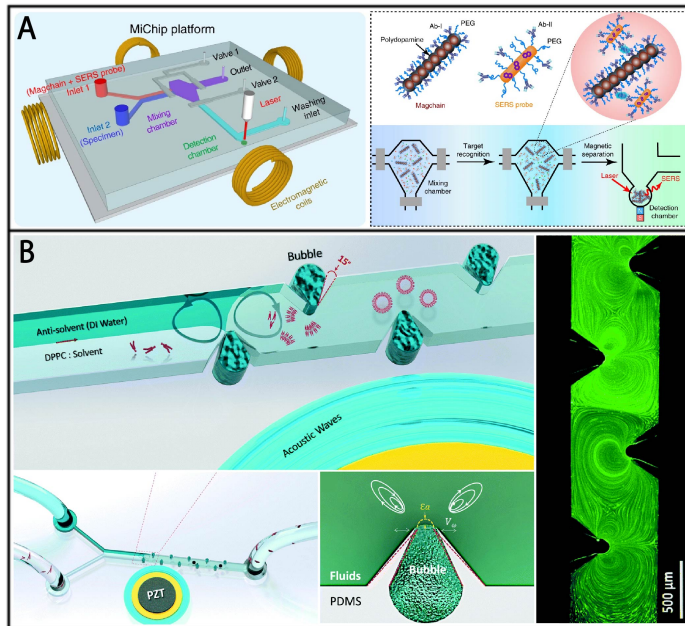 A
MiChip platform
Valve 1
(Magchain + SERS probe)
Inlet 1
Outlet
Valve 2
Laser
Washing
inlet
Inlet 2
(Specimen)
Mixing
chamber
Detection
chamber
Electromagnetic
coils
Ab-I
PEG
Polydopamine
Magchain
Ab-II
PEG
SERS probe
Target
recognition
Magnetic
separation
Mixing
chamber
Laser
SERS
Detection
chamber
B
Bubble
15°
Anti-solvent (DI Water)
DPPC : Solvent
Acoustic Waves
PZT
Fluids
PDMS
Bubble
500 µm